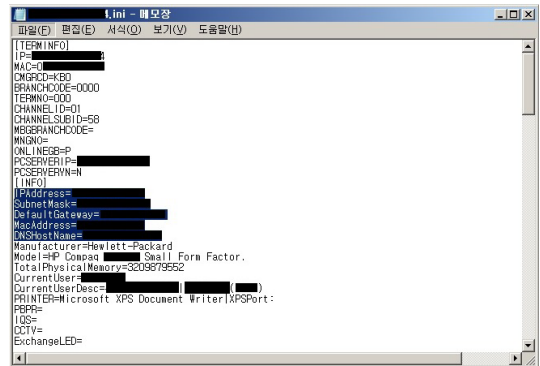 4.ini - 메모장
파일(F) 편집(E) 서식(O) 보기(V) 도움말(H)
[TERMINFO]
IP=
MAC=0
CMGRCD=KB0
BRANCHCODE=0000
TERMNO=000
CHANNELID=01
CHANNELSUBID=58
MBGBRANCHCODE=
MNGNO=
ONLINEGB=P
PCSERVERIP=
PCSERVERYN=N
[INFO]
IPAddress=
SubnetMask=
DefaultGateway=
MacAddress=
DNSHostName=
Manufacturer=Hewlett-Packard
Model=HP Compaq Small Form Factor.
TotalPhysicalMemory=3209879552
CurrentUser=
CurrentUserDesc= | ( )
PRINTER=Microsoft XPS Document Writer|XPSPort:
PBPR=
IQS=
CCTV=
ExchangeLED=